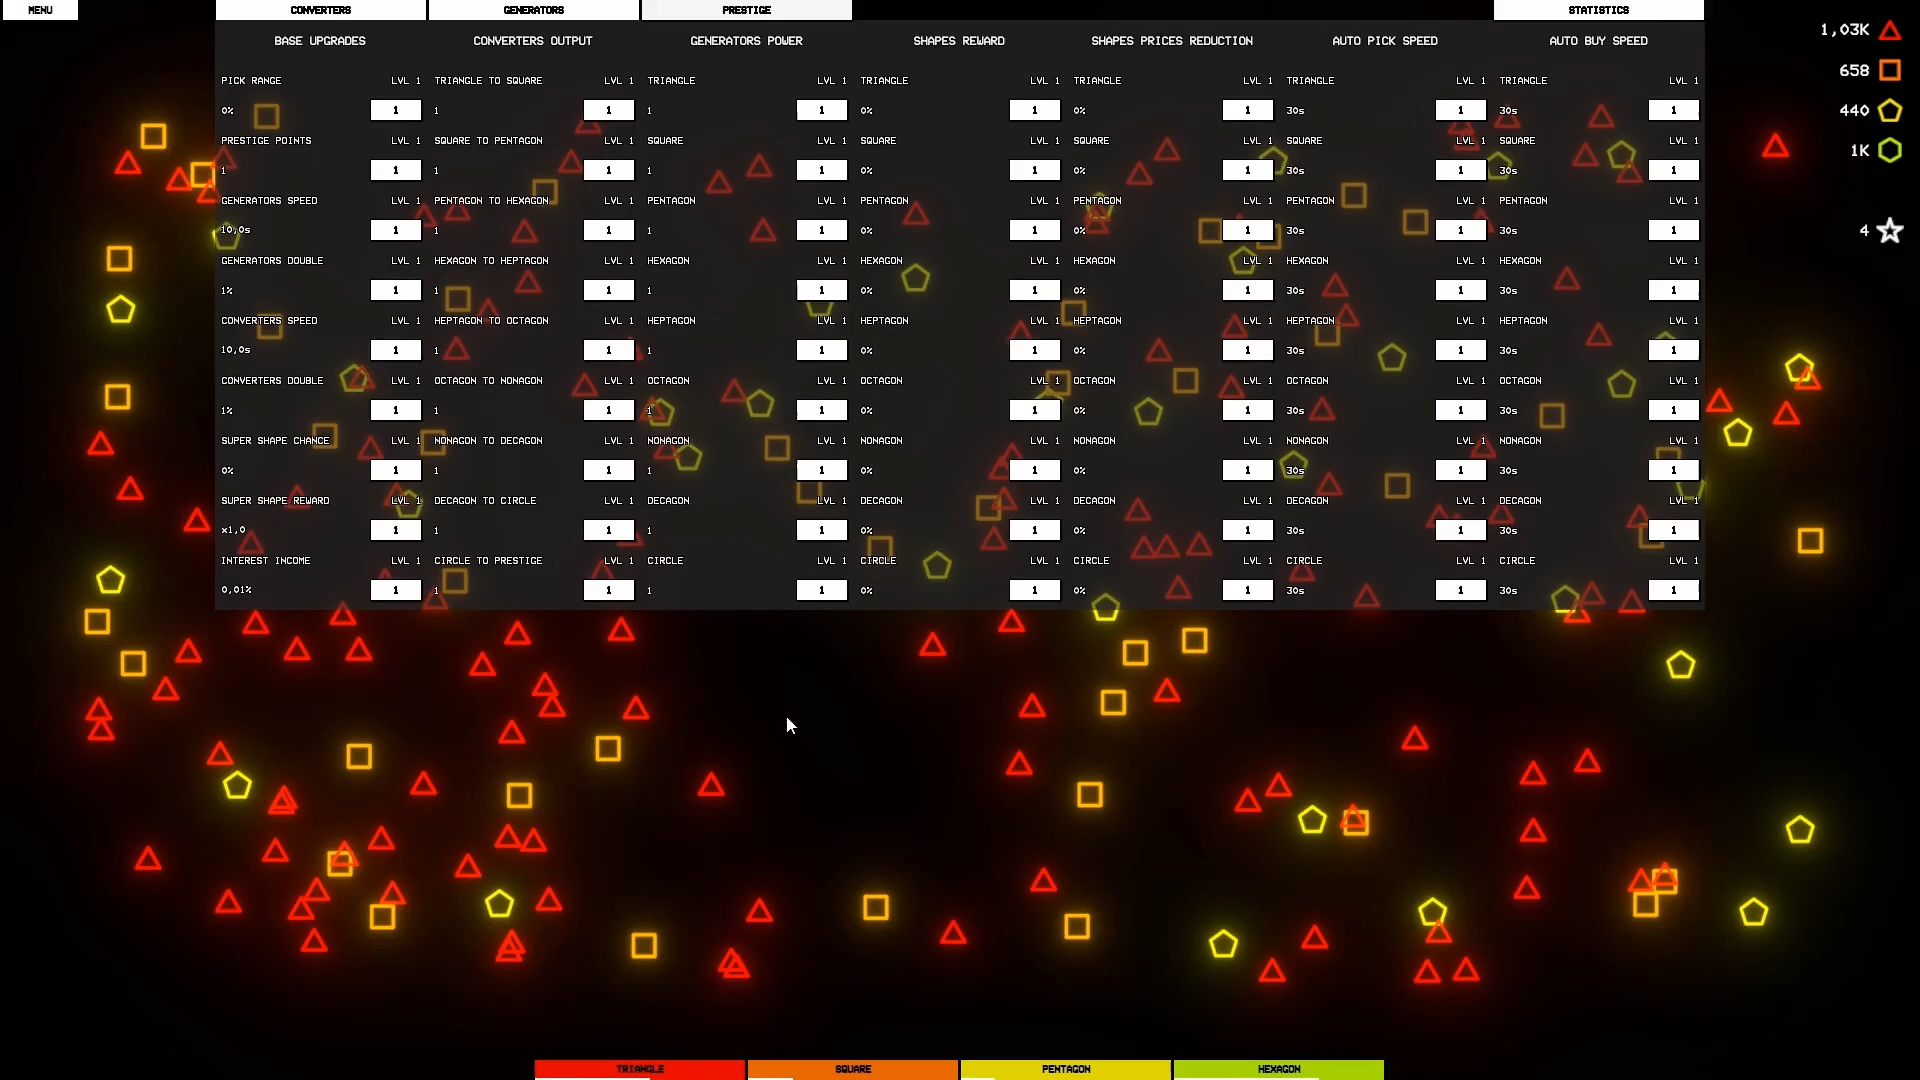 MENU CONVERTERS GENERATORS PRESTIGE STATISTICS
1,03K
658
440
1K
4
BASE UPGRADES CONVERTERS OUTPUT GENERATORS POWER SHAPES REWARD SHAPES PRICES REDUCTION AUTO PICK SPEED AUTO BUY SPEED
PICK RANGE LVL 1 TRIANGLE TO SQUARE LVL 1 TRIANGLE LVL 1 TRIANGLE LVL 1 TRIANGLE LVL 1 TRIANGLE LVL 1 TRIANGLE LVL 1
0% 1 1 1 1 1 0% 1 0% 1 30s 1 30s 1
PRESTIGE POINTS LVL 1 SQUARE TO PENTAGON LVL 1 SQUARE LVL 1 SQUARE LVL 1 SQUARE LVL 1 SQUARE LVL 1 SQUARE LVL 1
1 1 1 1 1 1 0% 1 0% 1 30s 1 30s 1
GENERATORS SPEED LVL 1 PENTAGON TO HEXAGON LVL 1 PENTAGON LVL 1 PENTAGON LVL 1 PENTAGON LVL 1 PENTAGON LVL 1 PENTAGON LVL 1
10,0s 1 1 1 1 1 0% 1 0% 1 30s 1 30s 1
GENERATORS DOUBLE LVL 1 HEXAGON TO HEPTAGON LVL 1 HEXAGON LVL 1 HEXAGON LVL 1 HEXAGON LVL 1 HEXAGON LVL 1 HEXAGON LVL 1
1% 1 1 1 1 1 0% 1 0% 1 30s 1 30s 1
CONVERTERS SPEED LVL 1 HEPTAGON TO OCTAGON LVL 1 HEPTAGON LVL 1 HEPTAGON LVL 1 HEPTAGON LVL 1 HEPTAGON LVL 1 HEPTAGON LVL 1
10,0s 1 1 1 1 1 0% 1 0% 1 30s 1 30s 1
CONVERTERS DOUBLE LVL 1 OCTAGON TO NONAGON LVL 1 OCTAGON LVL 1 OCTAGON LVL 1 OCTAGON LVL 1 OCTAGON LVL 1 OCTAGON LVL 1
1% 1 1 1 1 1 0% 1 0% 1 30s 1 30s 1
SUPER SHAPE CHANCE LVL 1 NONAGON TO DECAGON LVL 1 NONAGON LVL 1 NONAGON LVL 1 NONAGON LVL 1 NONAGON LVL 1 NONAGON LVL 1
0% 1 1 1 1 1 0% 1 0% 1 30s 1 30s 1
SUPER SHAPE REWARD LVL 1 DECAGON TO CIRCLE LVL 1 DECAGON LVL 1 DECAGON LVL 1 DECAGON LVL 1 DECAGON LVL 1 DECAGON LVL 1
x1,0 1 1 1 1 1 0% 1 0% 1 30s 1 30s 1
INTEREST INCOME LVL 1 CIRCLE TO PRESTIGE LVL 1 CIRCLE LVL 1 CIRCLE LVL 1 CIRCLE LVL 1 CIRCLE LVL 1 CIRCLE LVL 1
0,01% 1 1 1 1 1 0% 1 0% 1 30s 1 30s 1
TRIANGLE SQUARE PENTAGON HEXAGON